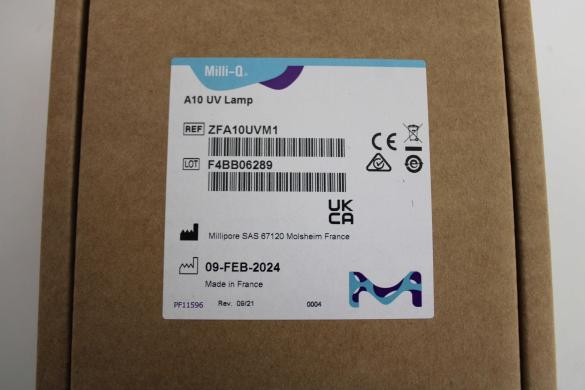 Milli-Q®
A10 UV Lamp
REF ZFA10UVM1
LOT F4BB06289
CE
UK
CA
Millipore SAS 67120 Molsheim France
09-FEB-2024
Made in France
PF11596 Rev. 09/21 0004
M